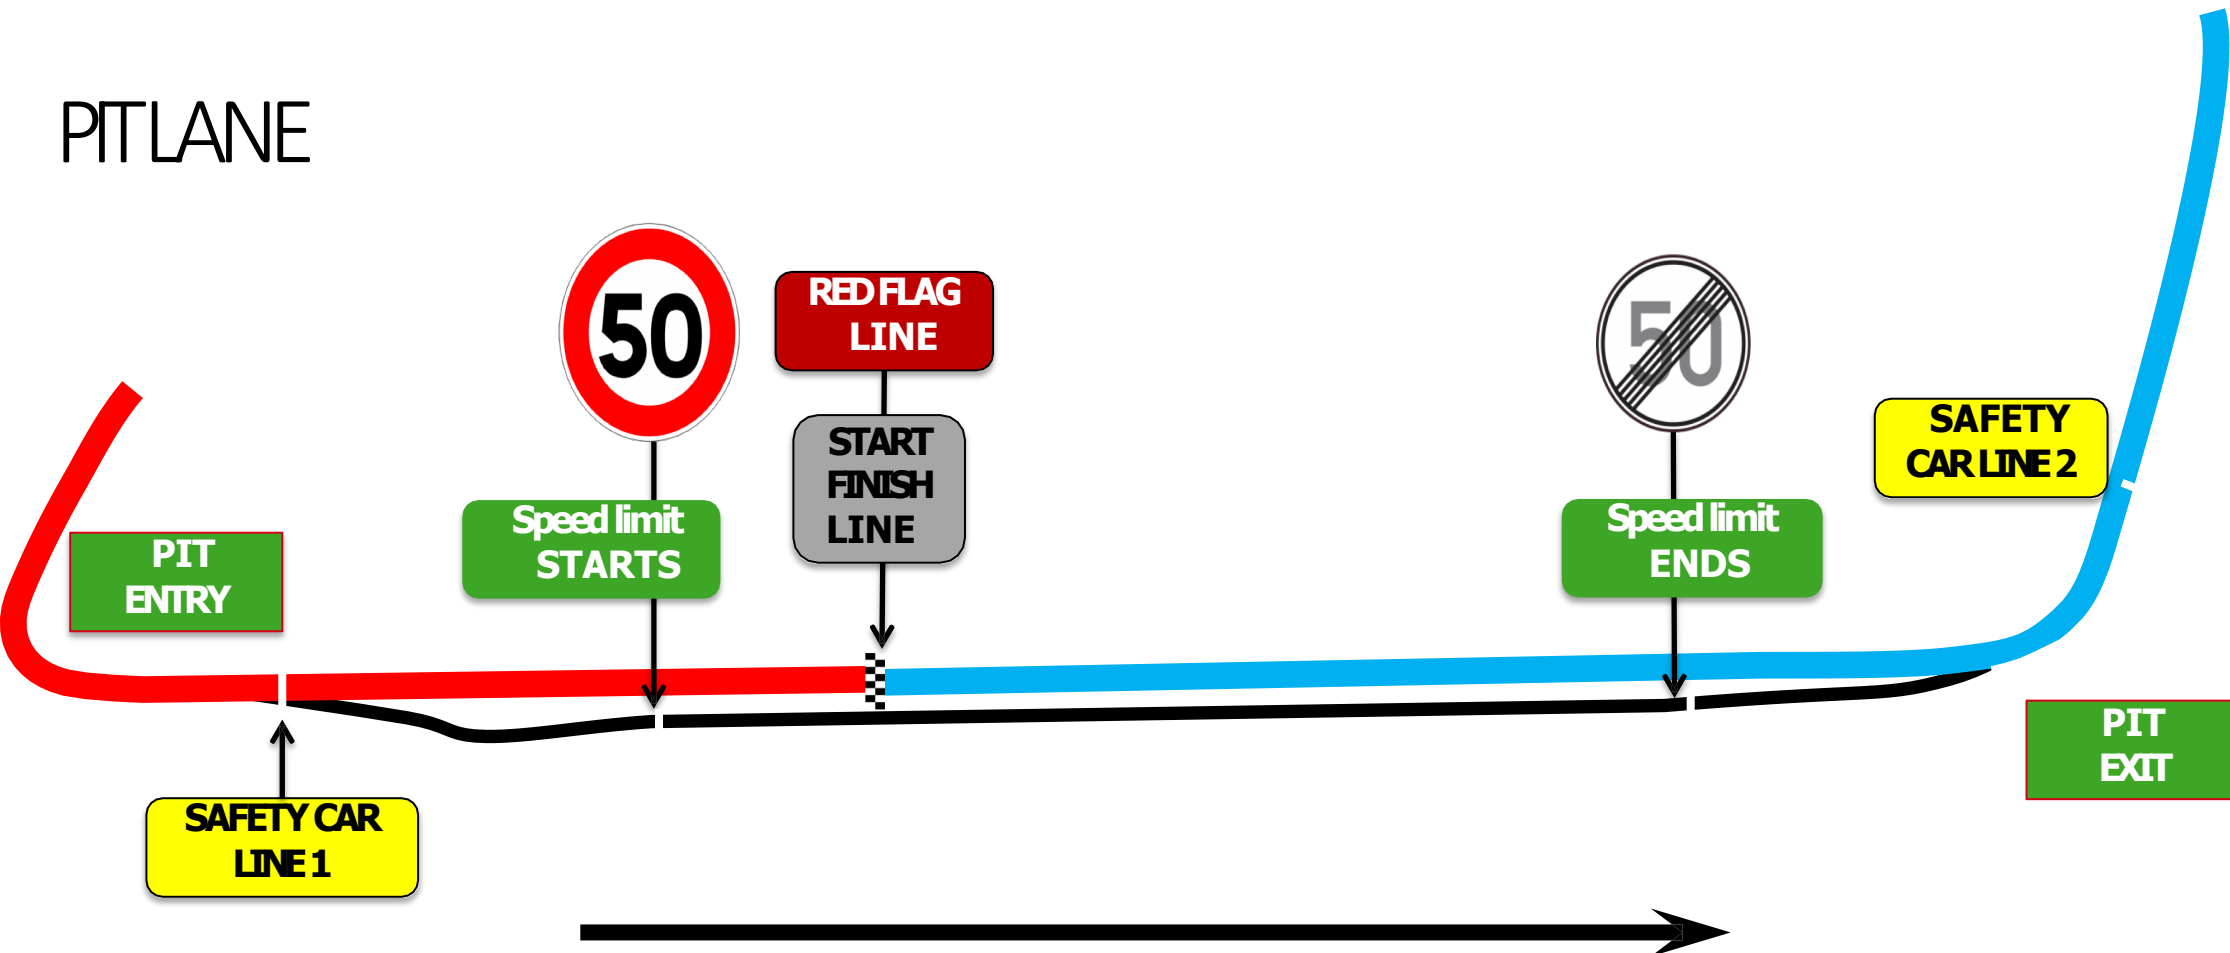 PITLANE
50
RED FLAG
LINE
50
START
FINISH
LINE
SAFETY
CAR LINE 2
Speed limit
STARTS
Speed limit
ENDS
PIT
ENTRY
PIT
EXIT
SAFETY CAR
LINE 1